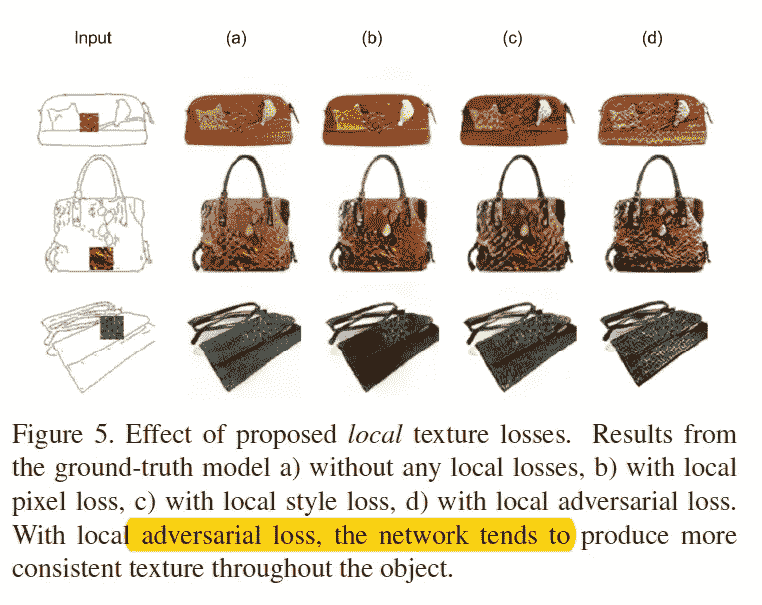 Input (a) (b) (c) (d)
Figure 5. Effect of proposed local texture losses. Results from
the ground-truth model a) without any local losses, b) with local
pixel loss, c) with local style loss, d) with local adversarial loss.
With local adversarial loss, the network tends to produce more
consistent texture throughout the object.